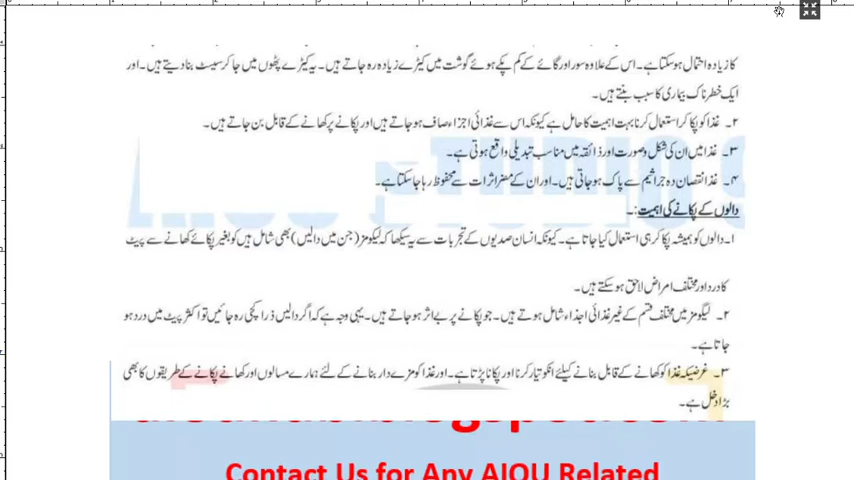 کا زیادہ احتمال ہوسکتا ہے۔ اس کے علاوہ سور اور گائے کے کم پکے ہوئے گوشت میں کیڑے زیادہ رہ جاتے ہیں۔ یہ کیڑے پٹھوں میں جا کر سیسٹ بنا دیتے ہیں۔ اور
ایک خطرناک بیماری کا سبب بنتے ہیں۔
۲۔ غذا کو پکا کر استعمال کرنا بہت اہمیت کا حامل ہے کیونکہ اس سے غذائی اجزاء صاف ہو جاتے ہیں اور پکانے پر کھانے کے قابل بن جاتے ہیں۔
۳۔ غذا میں ان کی شکل و صورت اور ذائقہ میں مناسب تبدیلی واقع ہوتی ہے۔
۴۔ غذا نقصان دہ جراثیم سے پاک ہو جاتی ہیں۔ اور ان کے مضر اثرات سے محفوظ رہا جا سکتا ہے۔
دالوں کے پکانے کی اہمیت:۔
۱۔ دالوں کو ہمیشہ پکا کر ہی استعمال کیا جاتا ہے۔ کیونکہ انسان صدیوں کے تجربات سے یہ سیکھا کہ لیگومز (جن میں دالیں) بھی شامل ہیں کو بغیر پکائے کھانے سے پیٹ
کا درد اور مختلف امراض لاحق ہو سکتے ہیں۔
۲۔ لیگومز میں مختلف قسم کے غیر غذائی اجزاء شامل ہوتے ہیں۔ جو پکانے پر بے اثر ہو جاتے ہیں۔ یہی وجہ ہے کہ اگر دالیں ذرا کچی رہ جائیں تو اکثر پیٹ میں درد ہو
جاتا ہے۔
۳۔ غرضیکہ غذا کو کھانے کے قابل بنانے کیلئے انکو تیار کرنا اور پکانا پڑتا ہے۔ اور غذا کو مزے دار بنانے کے لئے ہمارے مسالوں اور کھانے پکانے کے طریقوں کا بھی
بڑا دخل ہے۔
Contact Us for Any AIOU Related